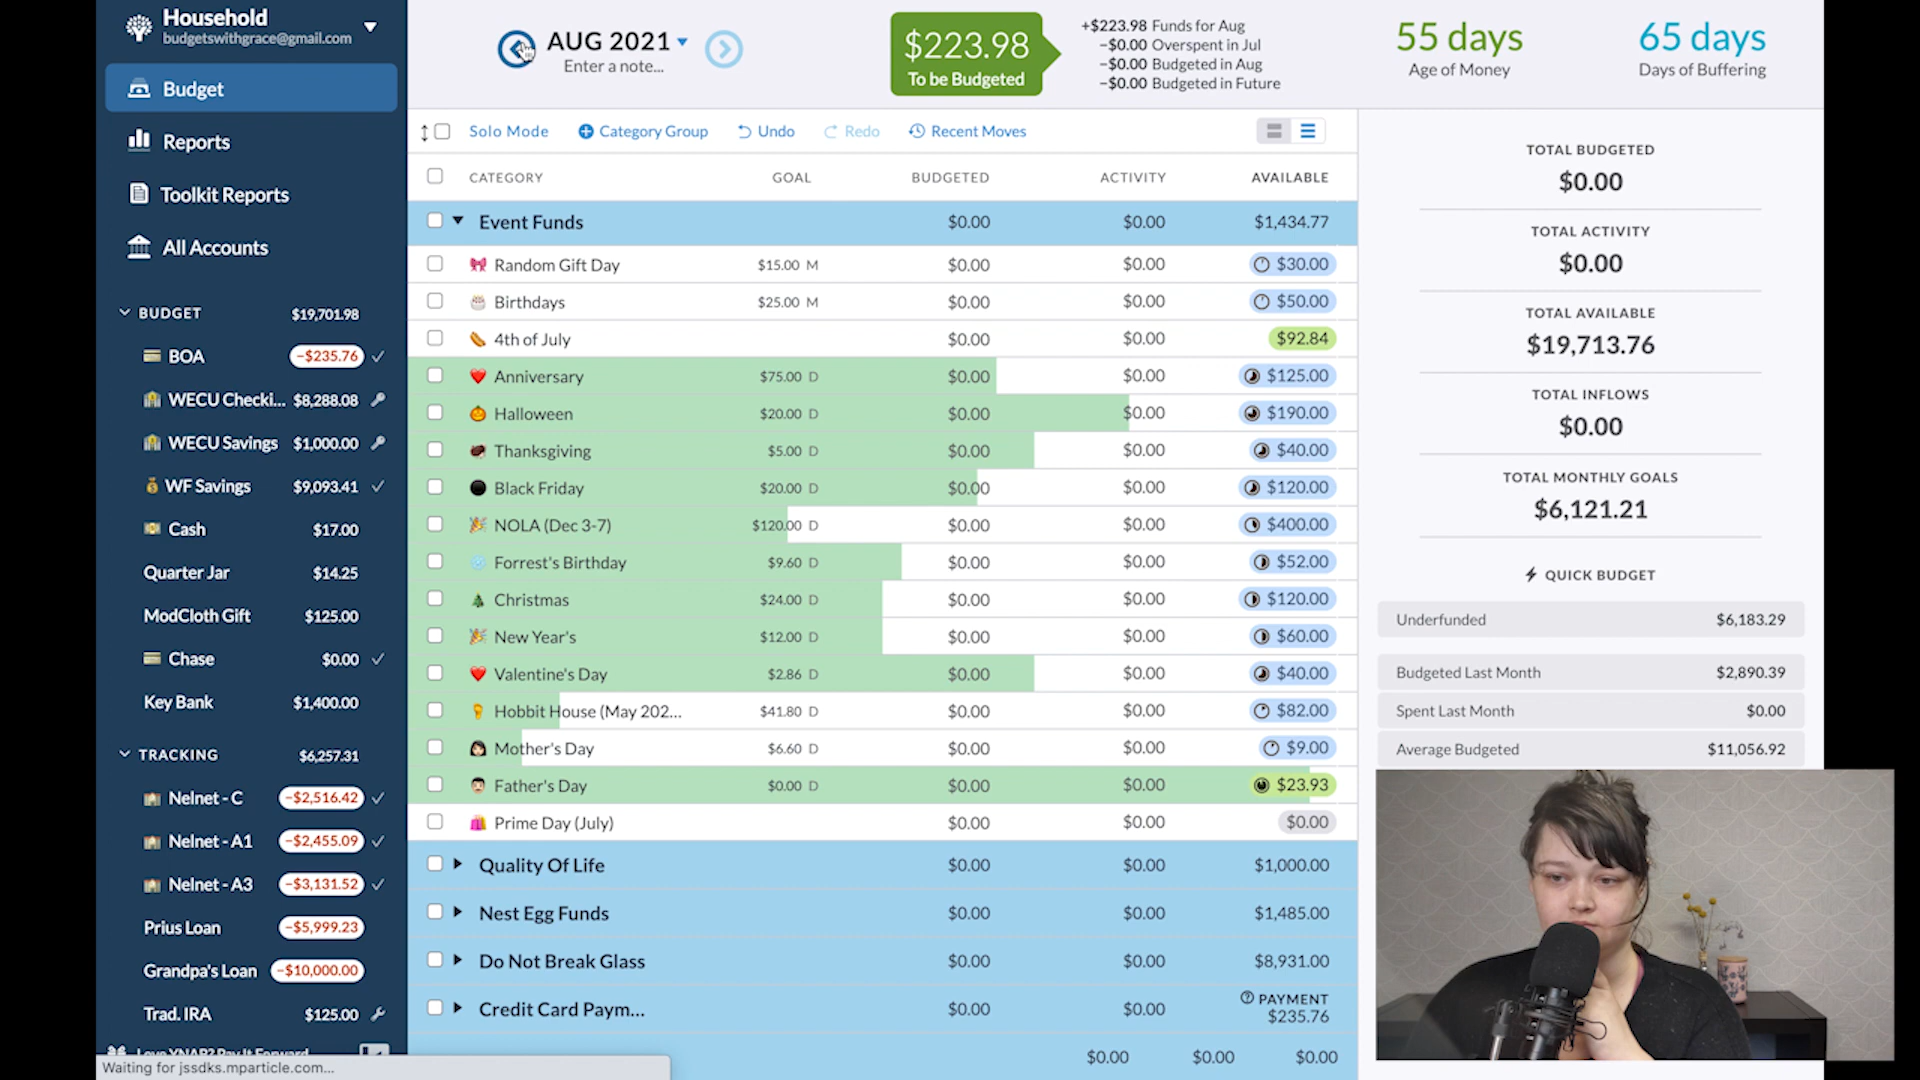 Household
budgetswithgrace@gmail.com
Budget
Reports
Toolkit Reports
All Accounts
BUDGET $19,701.98
BOA -$235.76
WECU Checki... $8,288.08
WECU Savings $1,000.00
WF Savings $9,093.41
Cash $17.00
Quarter Jar $14.25
ModCloth Gift $125.00
Chase $0.00
Key Bank $1,400.00
TRACKING $6,257.31
Nelnet - C -$2,516.42
Nelnet - A1 -$2,455.09
Nelnet - A3 -$3,131.52
Prius Loan -$5,999.23
Grandpa's Loan -$10,000.00
Trad. IRA $125.00
Love YNAB? Pay It Forward
Waiting for jssdks.mparticle.com...
AUG 2021
Enter a note...
$223.98
To be Budgeted
+$223.98 Funds for Aug
-$0.00 Overspent in Jul
-$0.00 Budgeted in Aug
-$0.00 Budgeted in Future
55 days
Age of Money
65 days
Days of Buffering
Solo Mode Category Group Undo Redo Recent Moves
CATEGORY GOAL BUDGETED ACTIVITY AVAILABLE
Event Funds $0.00 $0.00 $1,434.77
Random Gift Day $15.00 M $0.00 $0.00 $30.00
Birthdays $25.00 M $0.00 $0.00 $50.00
4th of July $0.00 $0.00 $92.84
Anniversary $75.00 D $0.00 $0.00 $125.00
Halloween $20.00 D $0.00 $0.00 $190.00
Thanksgiving $5.00 D $0.00 $0.00 $40.00
Black Friday $20.00 D $0.00 $0.00 $120.00
NOLA (Dec 3-7) $120.00 D $0.00 $0.00 $400.00
Forrest's Birthday $9.60 D $0.00 $0.00 $52.00
Christmas $24.00 D $0.00 $0.00 $120.00
New Year's $12.00 D $0.00 $0.00 $60.00
Valentine's Day $2.86 D $0.00 $0.00 $40.00
Hobbit House (May 202... $41.80 D $0.00 $0.00 $82.00
Mother's Day $6.60 D $0.00 $0.00 $9.00
Father's Day $0.00 D $0.00 $0.00 $23.93
Prime Day (July) $0.00 $0.00 $0.00
Quality Of Life $0.00 $0.00 $1,000.00
Nest Egg Funds $0.00 $0.00 $1,485.00
Do Not Break Glass $0.00 $0.00 $8,931.00
Credit Card Paym... $0.00 $0.00 PAYMENT
$235.76
$0.00 $0.00 $0.00
TOTAL BUDGETED
$0.00
TOTAL ACTIVITY
$0.00
TOTAL AVAILABLE
$19,713.76
TOTAL INFLOWS
$0.00
TOTAL MONTHLY GOALS
$6,121.21
QUICK BUDGET
Underfunded $6,183.29
Budgeted Last Month $2,890.39
Spent Last Month $0.00
Average Budgeted $11,056.92